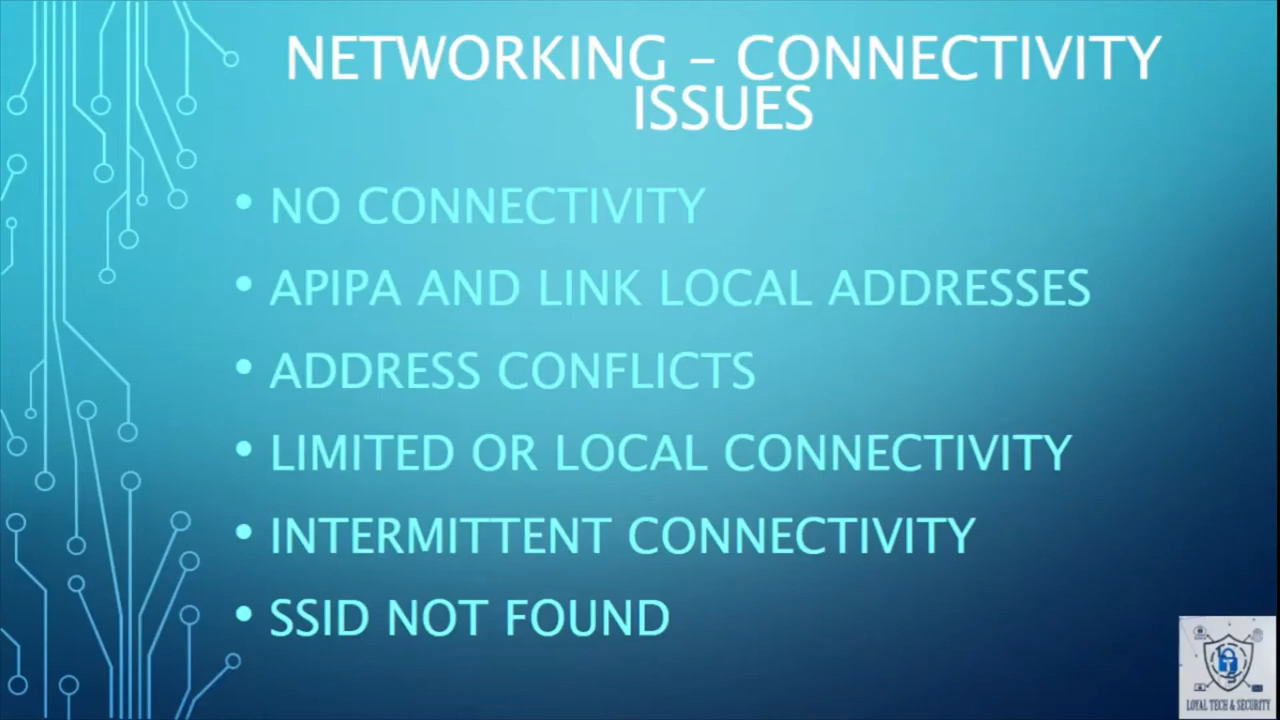 NETWORKING – CONNECTIVITY
ISSUES
• NO CONNECTIVITY
• APIPA AND LINK LOCAL ADDRESSES
• ADDRESS CONFLICTS
• LIMITED OR LOCAL CONNECTIVITY
• INTERMITTENT CONNECTIVITY
• SSID NOT FOUND
LOYAL TECH & SECURITY